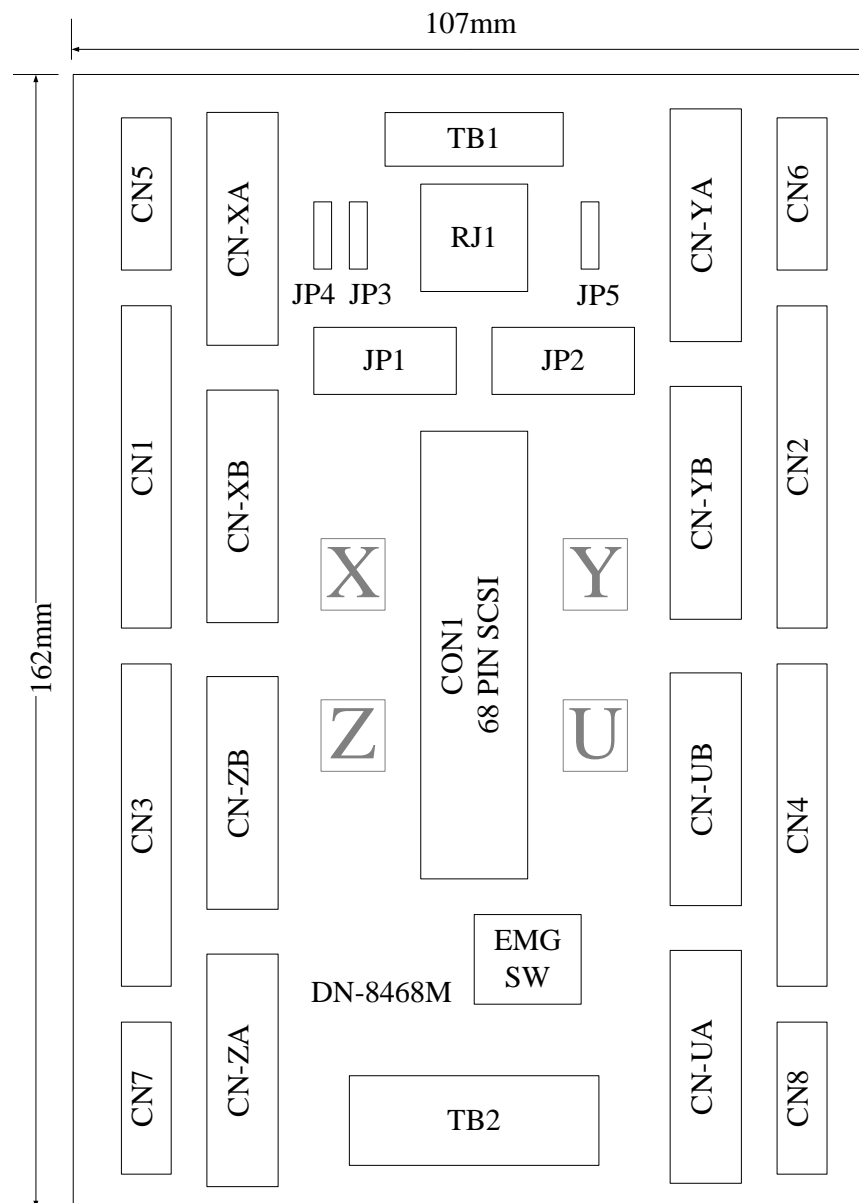 107mm
162mm
TB1
CN5
CN-XA
CN-YA
CN6
RJ1
JP4
JP3
JP5
JP1
JP2
CN1
CN-XB
CN-YB
CN2
X
Y
CON1
68 PIN SCSI
Z
U
CN3
CN-ZB
CN-UB
CN4
EMG
SW
DN-8468M
CN7
CN-ZA
TB2
CN-UA
CN8